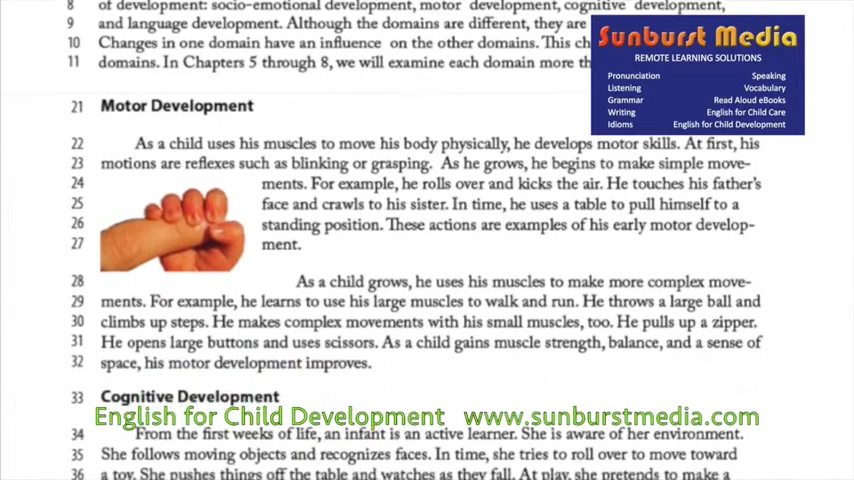 8 of development: socio-emotional development, motor development, cognitive development,
9 and language development. Although the domains are different, they are
10 Changes in one domain have an influence on the other domains. This
11 domains. In Chapters 5 through 8, we will examine each domain more
Sunburst Media
REMOTE LEARNING SOLUTIONS
Pronunciation Speaking
Listening Vocabulary
Grammar Read Aloud eBooks
Writing English for Child Care
Idioms English for Child Development
21 Motor Development
22 As a child uses his muscles to move his body physically, he develops motor skills. At first, his
23 motions are reflexes such as blinking or grasping. As he grows, he begins to make simple move-
24 ments. For example, he rolls over and kicks the air. He touches his father's
25 face and crawls to his sister. In time, he uses a table to pull himself to a
26 standing position. These actions are examples of his early motor develop-
27 ment.
28 As a child grows, he uses his muscles to make more complex move-
29 ments. For example, he learns to use his large muscles to walk and run. He throws a large ball and
30 climbs up steps. He makes complex movements with his small muscles, too. He pulls up a zipper.
31 He opens large buttons and uses scissors. As a child gains muscle strength, balance, and a sense of
32 space, his motor development improves.
33 Cognitive Development
English for Child Development www.sunburstmedia.com
34 From the first weeks of life, an infant is an active learner. She is aware of her environment.
35 She follows moving objects and recognizes faces. In time, she tries to roll over to move toward
36 a toy. She pushes things off the table and watches as they fall. At play, she pretends to make a